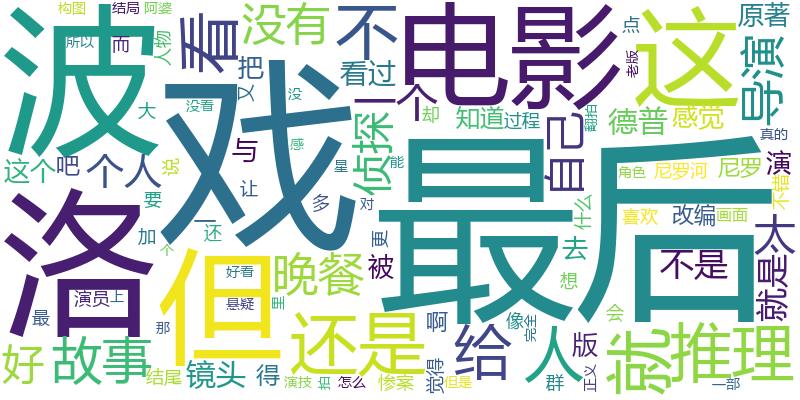 构图
结局
阿婆
波
看
没有
不
电影
这
原著
所以
而
人物
把
又
看过
一个
点
老版
导演
大
没看
没
戏
侦探
却
知道
过程
翻拍
德普
感觉
真的
这个
吧
个人
说
与
感
星
能
自己
最后
角色
尼罗河
尼罗
演
不错
要
让
多
对
什么
喜欢
改编
画面
洛
加
个
还
一
更
去
太
但
好看
晚餐
被
想
不是
就是
演员
上
悬疑
里
最
那
还是
啊
给
像
完全
人
会
版
就
推理
好
故事
结尾
镜头
得
演技
把
怎么
惨案
觉得
但是
群
正义
一部